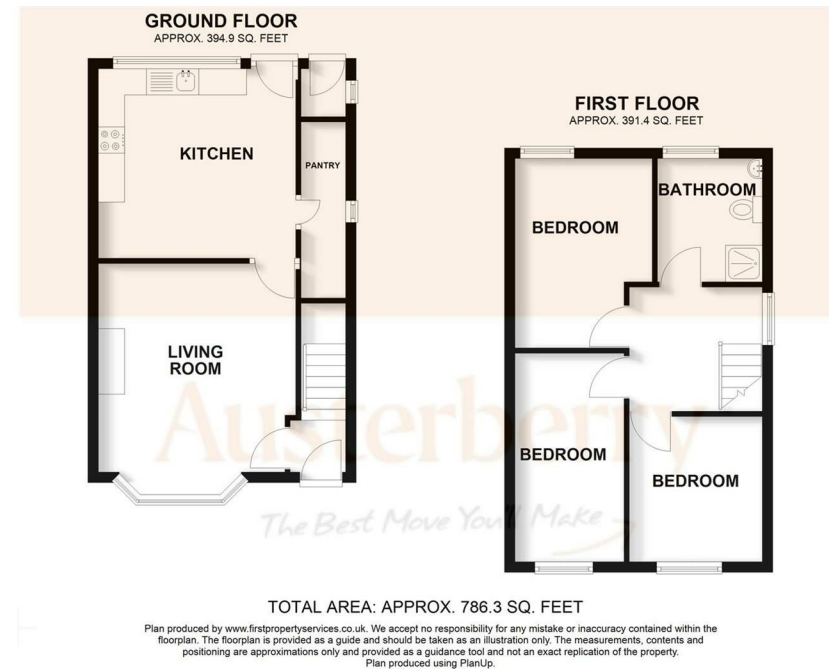 GROUND FLOOR
APPROX. 394.9 SQ. FEET
KITCHEN
PANTRY
LIVING
ROOM
FIRST FLOOR
APPROX. 391.4 SQ. FEET
BATHROOM
BEDROOM
BEDROOM
BEDROOM
Austerberry
The Best Move You'll Make
TOTAL AREA: APPROX. 786.3 SQ. FEET
Plan produced by www.firstpropertyservices.co.uk. We accept no responsibility for any mistake or inaccuracy contained within the
floorplan. The floorplan is provided as a guide and should be taken as an illustration only. The measurements, contents and
positioning are approximations only and provided as a guidance tool and not an exact replication of the property.
Plan produced using PlanUp.